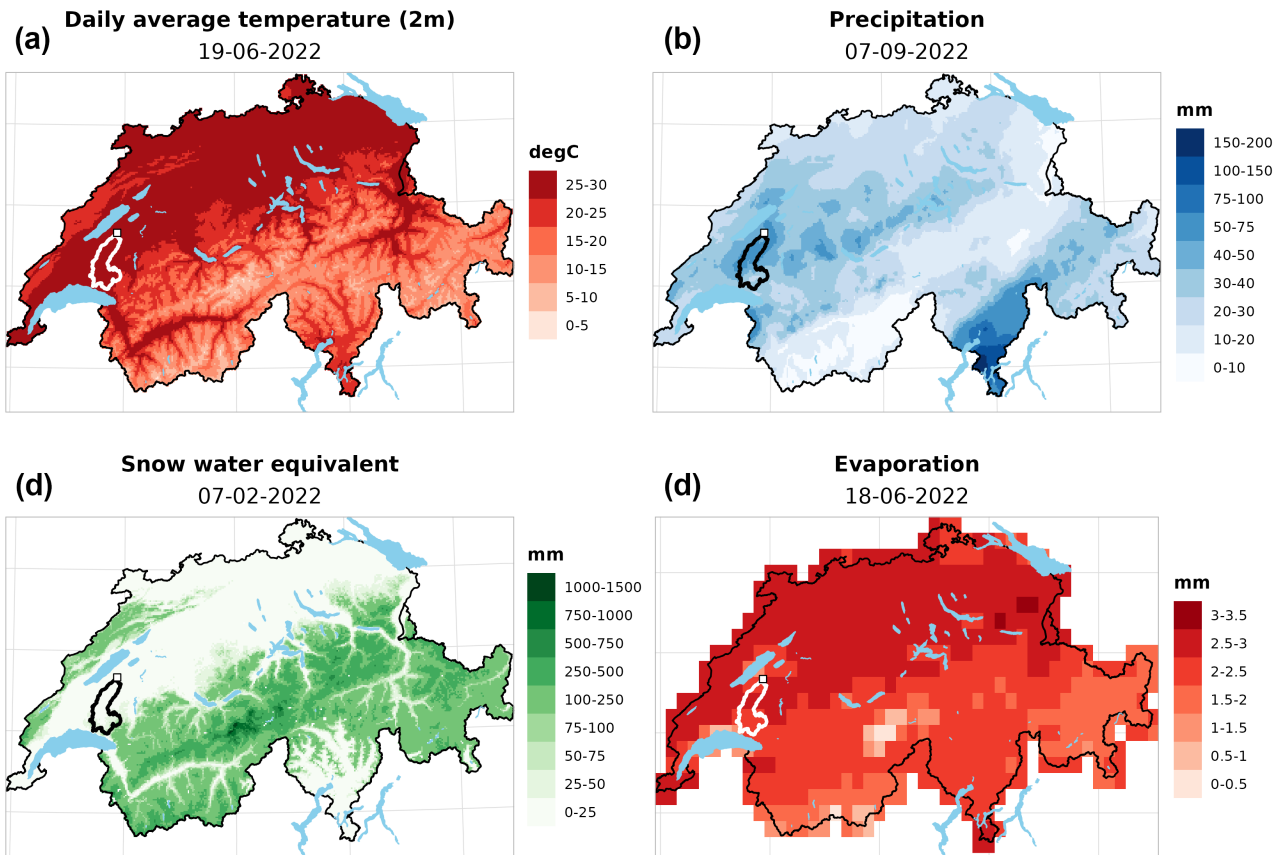 (a)
Daily average temperature (2m)
19-06-2022
degC
25-30
20-25
15-20
10-15
5-10
0-5
(b)
Precipitation
07-09-2022
mm
150-200
100-150
75-100
50-75
40-50
30-40
20-30
10-20
0-10
(d)
Snow water equivalent
07-02-2022
mm
1000-1500
750-1000
500-750
250-500
100-250
75-100
50-75
25-50
0-25
(d)
Evaporation
18-06-2022
mm
3-3.5
2.5-3
2-2.5
1.5-2
1-1.5
0.5-1
0-0.5